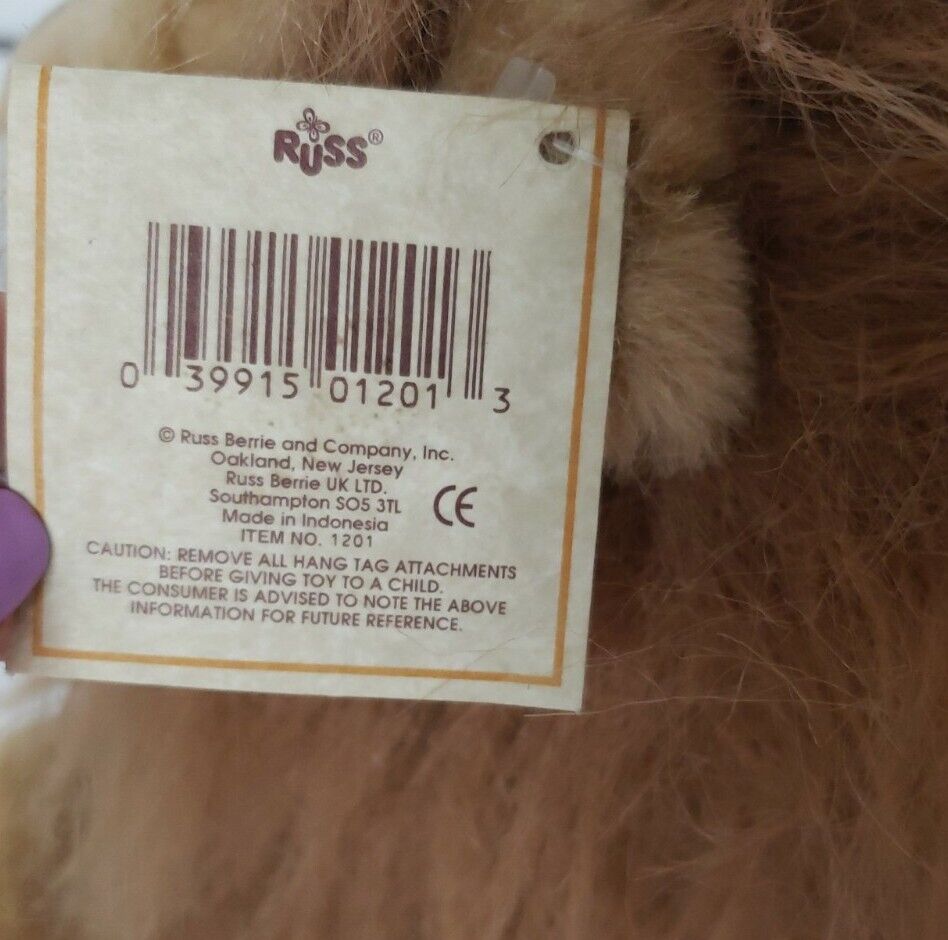 RUSS®
0 39915 01201 3
© Russ Berrie and Company, Inc.
Oakland, New Jersey
Russ Berrie UK LTD.
Southampton SO5 3TL
Made in Indonesia
ITEM NO. 1201
CE
CAUTION: REMOVE ALL HANG TAG ATTACHMENTS
BEFORE GIVING TOY TO A CHILD.
THE CONSUMER IS ADVISED TO NOTE THE ABOVE
INFORMATION FOR FUTURE REFERENCE.